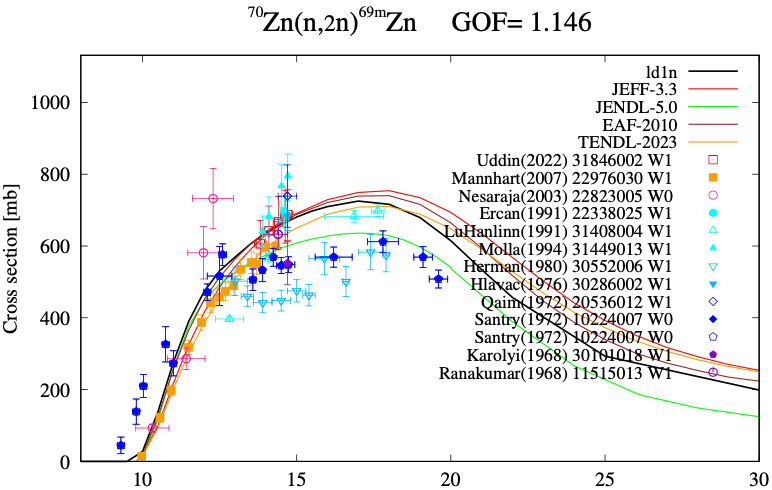 ⁷⁰Zn(n,2n)⁶⁹ᵐZn GOF= 1.146
ld1n
JEFF-3.3
JENDL-5.0
EAF-2010
TENDL-2023
Uddin(2022) 31846002 W1
Mannhart(2007) 22976030 W1
Nesaraja(2003) 22823005 W0
Ercan(1991) 22338025 W1
LuHanlinn(1991) 31408004 W1
Molla(1994) 31449013 W1
Herman(1980) 30552006 W1
Hlavac(1976) 30286002 W1
Qaim(1972) 20536012 W1
Santry(1972) 10224007 W0
Santry(1972) 10224007 W0
Karolyi(1968) 30101018 W1
Ranakumar(1968) 11515013 W1
Cross section [mb]
1000
800
600
400
200
0
10 15 20 25 30